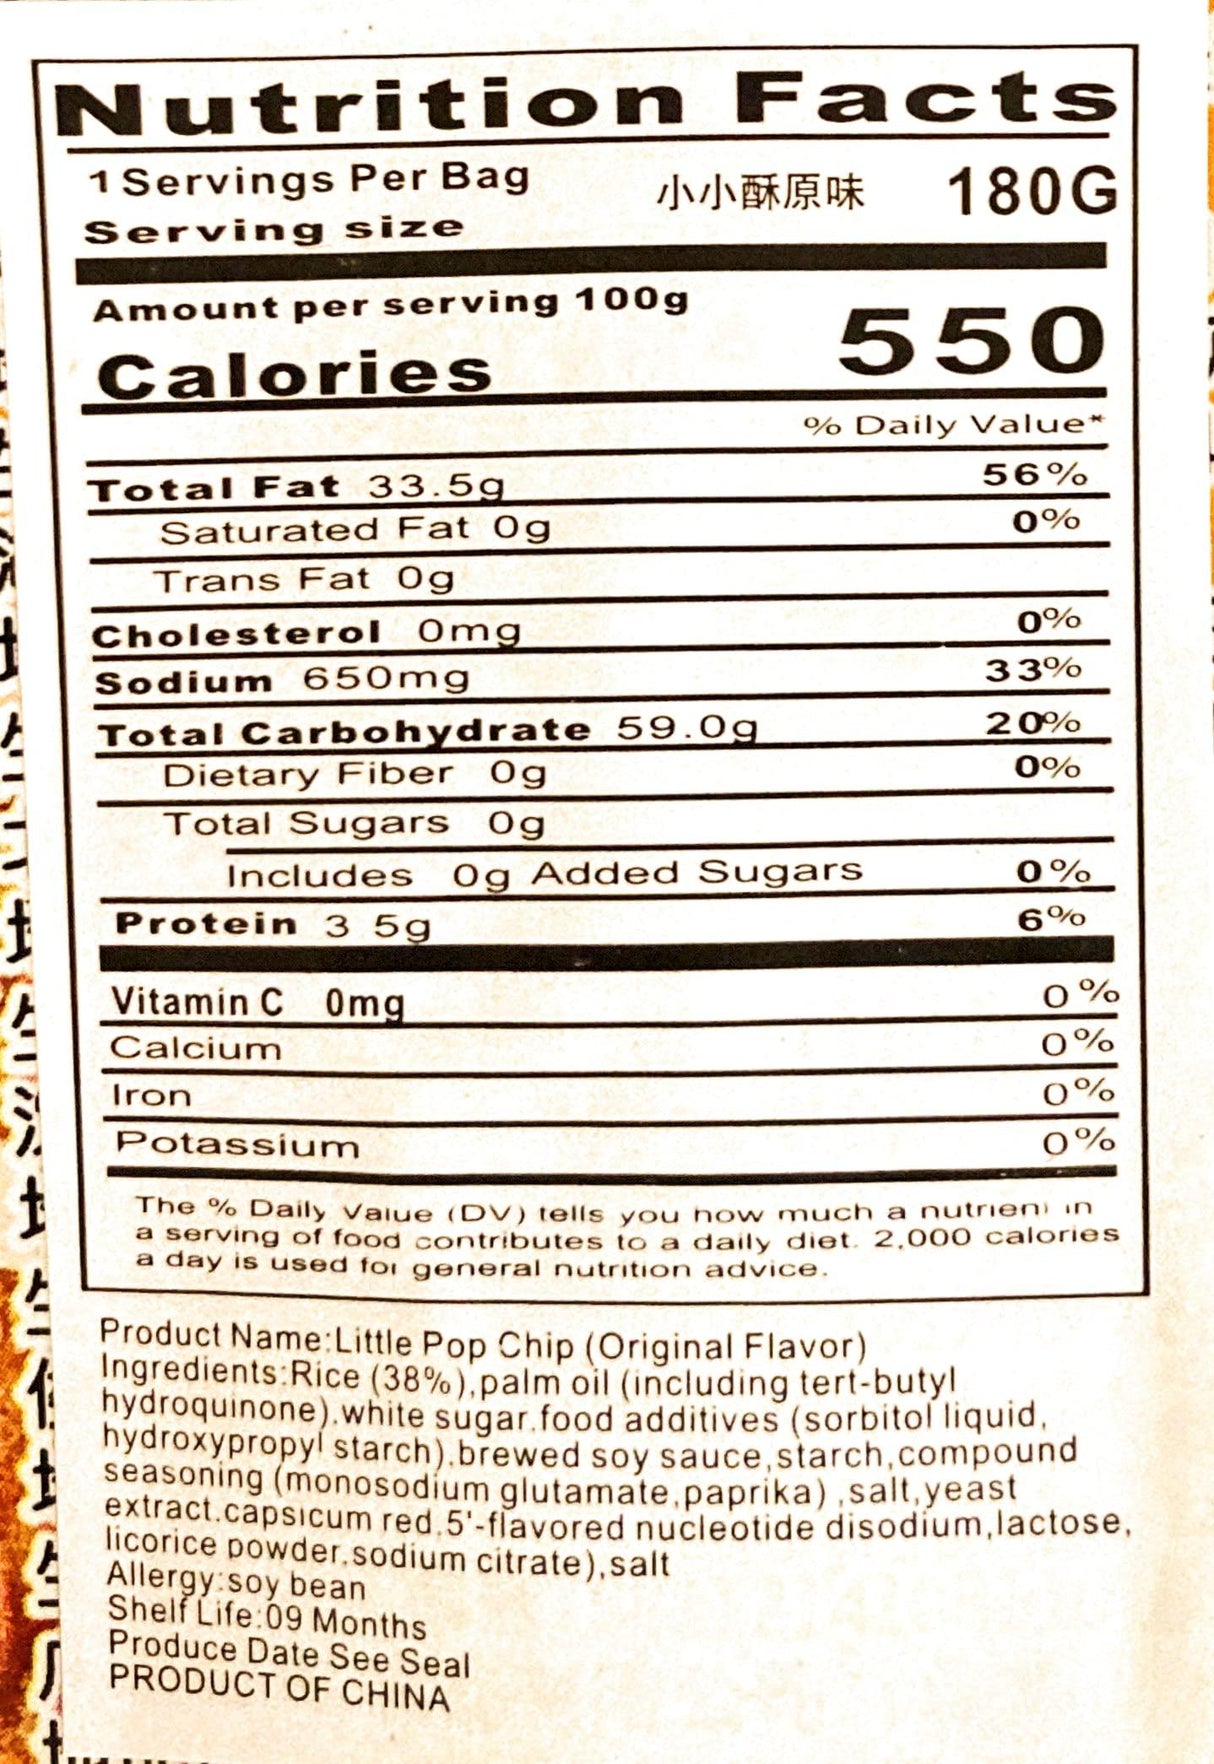 Nutrition Facts
1 Servings Per Bag 小小酥原味 180G
Serving size
Amount per serving 100g
Calories 550
% Daily Value*
Total Fat 33.5g 56%
Saturated Fat 0g 0%
Trans Fat 0g
Cholesterol 0mg 0%
Sodium 650mg 33%
Total Carbohydrate 59.0g 20%
Dietary Fiber 0g 0%
Total Sugars 0g
Includes 0g Added Sugars 0%
Protein 3 5g 6%
Vitamin C 0mg 0%
Calcium 0%
Iron 0%
Potassium 0%
The % Daily Value (DV) tells you how much a nutrient in
a serving of food contributes to a daily diet. 2,000 calories
a day is used for general nutrition advice.
Product Name:Little Pop Chip (Original Flavor)
Ingredients:Rice (38%),palm oil (including tert-butyl
hydroquinone),white sugar,food additives (sorbitol liquid,
hydroxypropyl starch),brewed soy sauce,starch,compound
seasoning (monosodium glutamate,paprika) ,salt,yeast
extract,capsicum red,5'-flavored nucleotide disodium,lactose,
licorice powder,sodium citrate),salt
Allergy:soy bean
Shelf Life:09 Months
Produce Date See Seal
PRODUCT OF CHINA